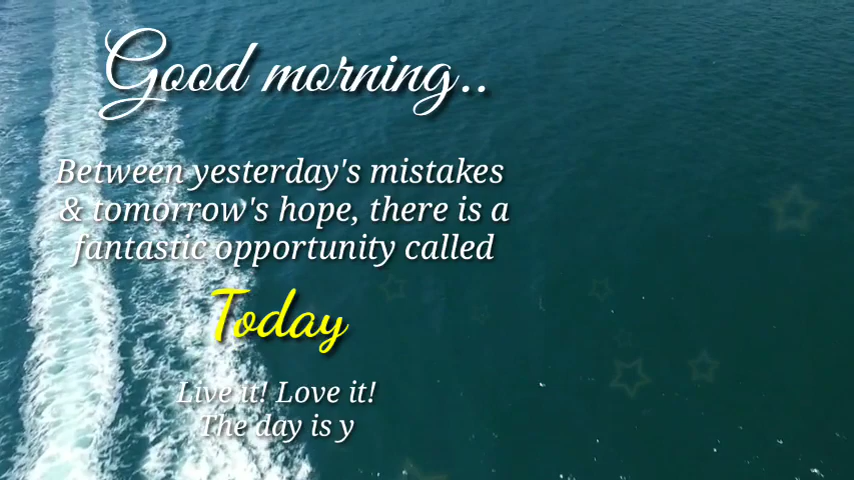 Good morning..
Between yesterday's mistakes
& tomorrow's hope, there is a
fantastic opportunity called
Today
Live it! Love it!
The day is y